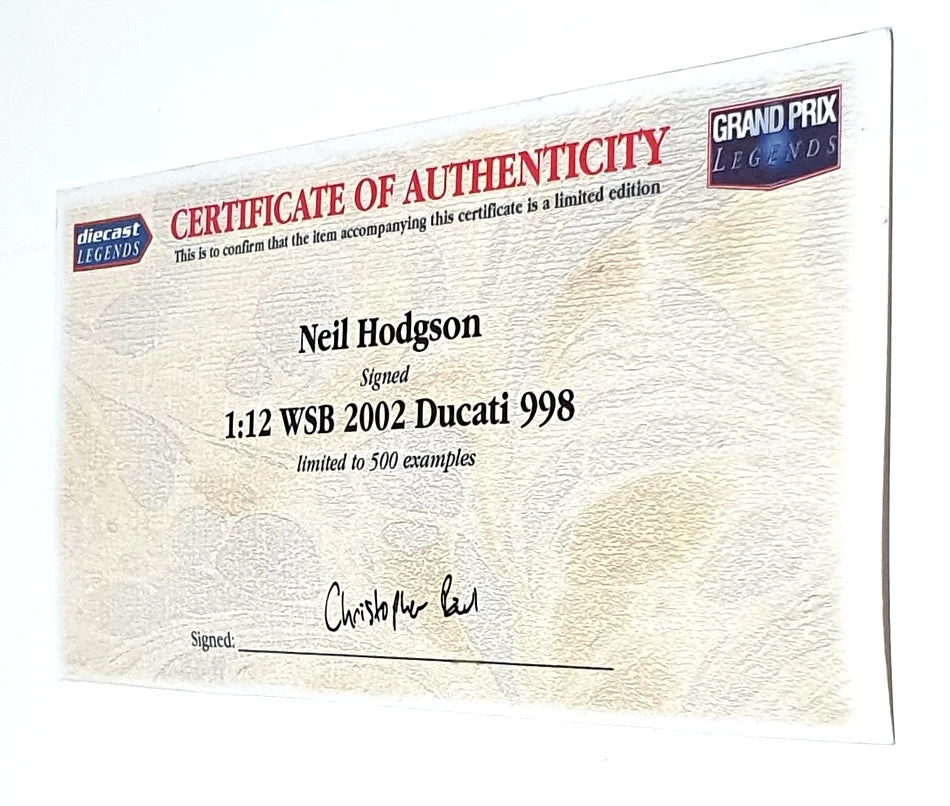 GRAND PRIX
LEGENDS
diecast
LEGENDS
CERTIFICATE OF AUTHENTICITY
This is to confirm that the item accompanying this certificate is a limited edition
Neil Hodgson
Signed
1:12 WSB 2002 Ducati 998
limited to 500 examples
Christopher Paul
Signed: